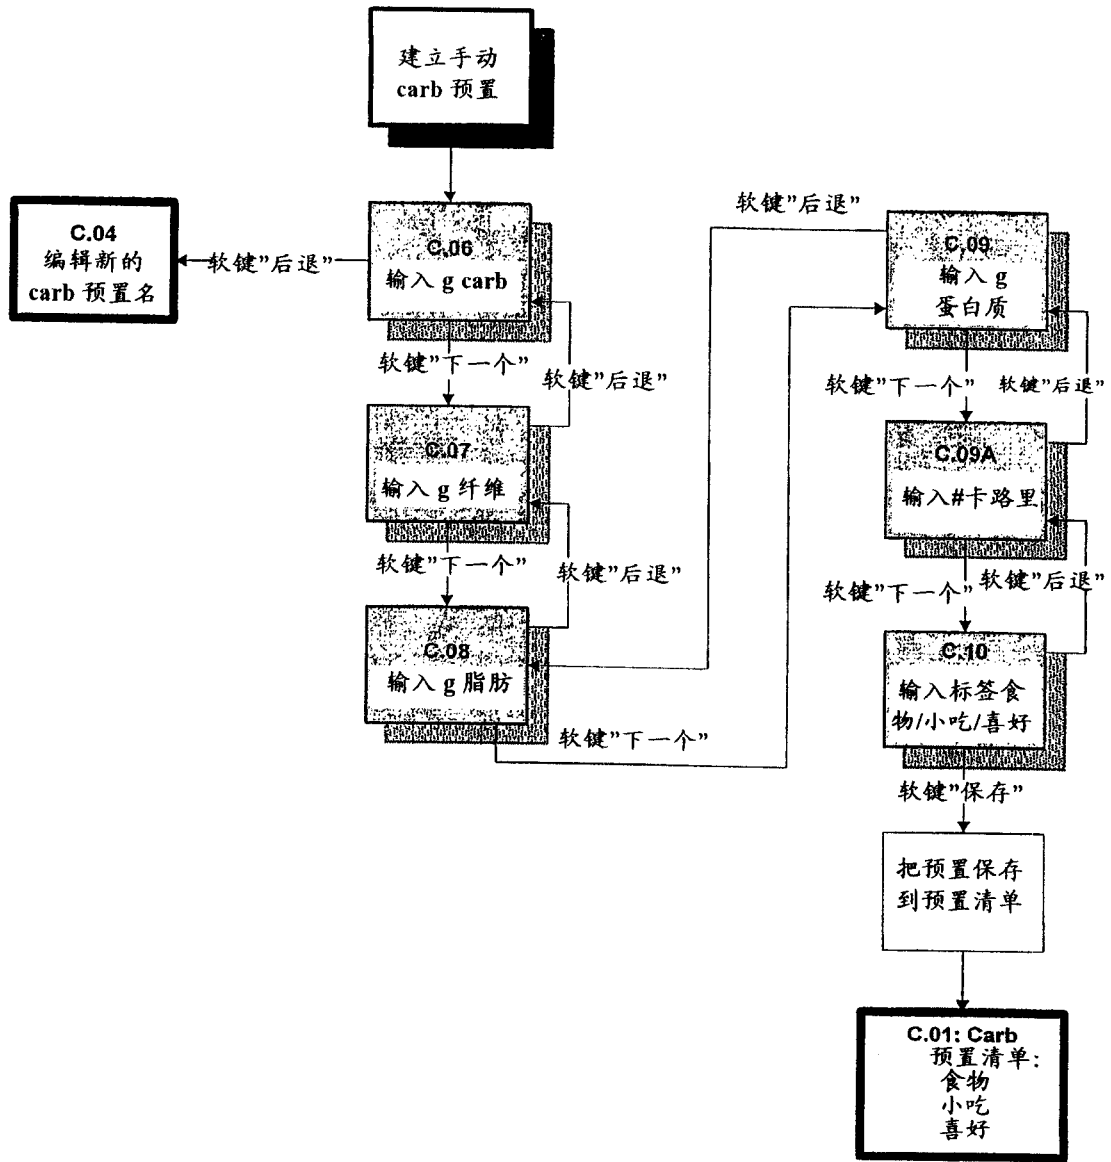 建立手动
carb 预置
C.04
编辑新的
carb 预置名
软键”后退”
C.06
输入 g carb
软键”下一个”
软键”后退”
C.07
输入 g 纤维
软键”下一个”
软键”后退”
C.08
输入 g 脂肪
软键”下一个”
软键”后退”
C.09
输入 g
蛋白质
软键”下一个”
软键”后退”
C.09A
输入#卡路里
软键”下一个”
软键”后退”
C.10
输入标签食
物/小吃/喜好
软键”保存”
把预置保存
到预置清单
C.01: Carb
预置清单:
食物
小吃
喜好